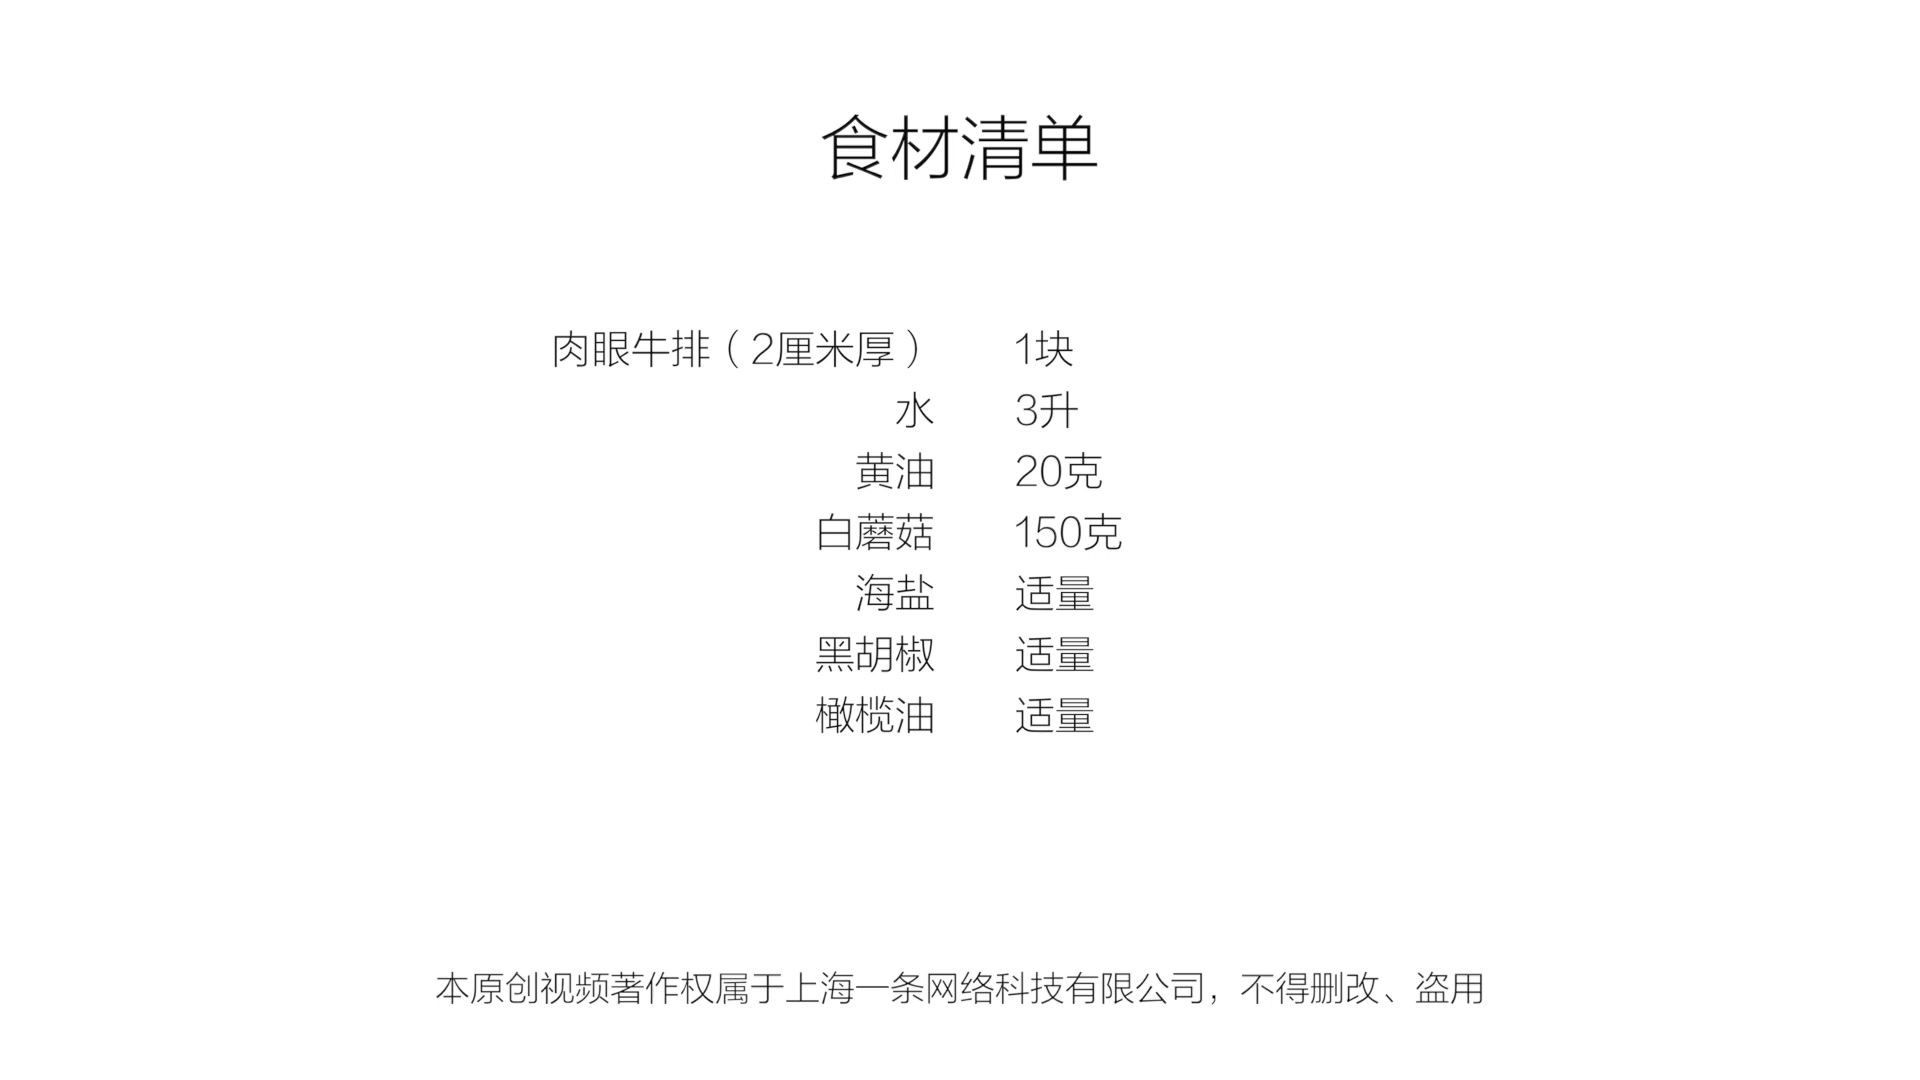 食材清单
肉眼牛排（2厘米厚） 1块
水 3升
黄油 20克
白蘑菇 150克
海盐 适量
黑胡椒 适量
橄榄油 适量
本原创视频著作权属于上海一条网络科技有限公司，不得删改、盗用